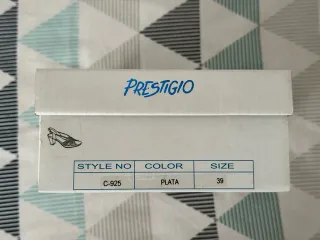 PRESTIGIO
STYLE NO COLOR SIZE
C-925 PLATA 39